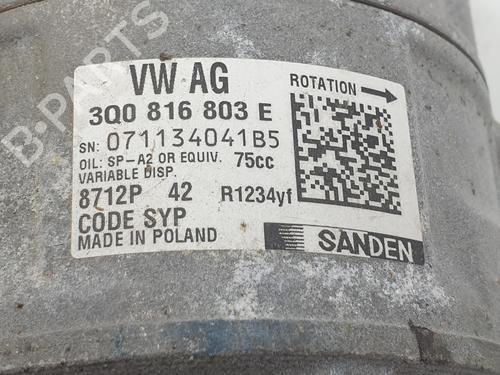 VW AG
ROTATION
3Q0 816 803 E
SN: 071134041B5
OIL: SP-A2 OR EQUIV. 75cc
VARIABLE DISP.
8712P 42 R1234yf
CODE SYP
MADE IN POLAND
SANDEN
B-PARTS